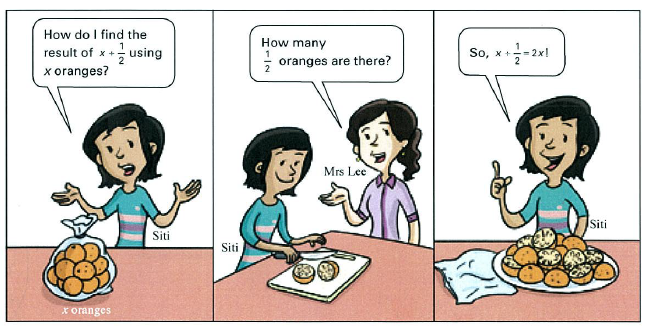 How do I find the
result of x ÷ 1/2 using
x oranges?
Siti
x oranges
How many
1/2 oranges are there?
Mrs Lee
Siti
So, x ÷ 1/2 = 2x!
Siti